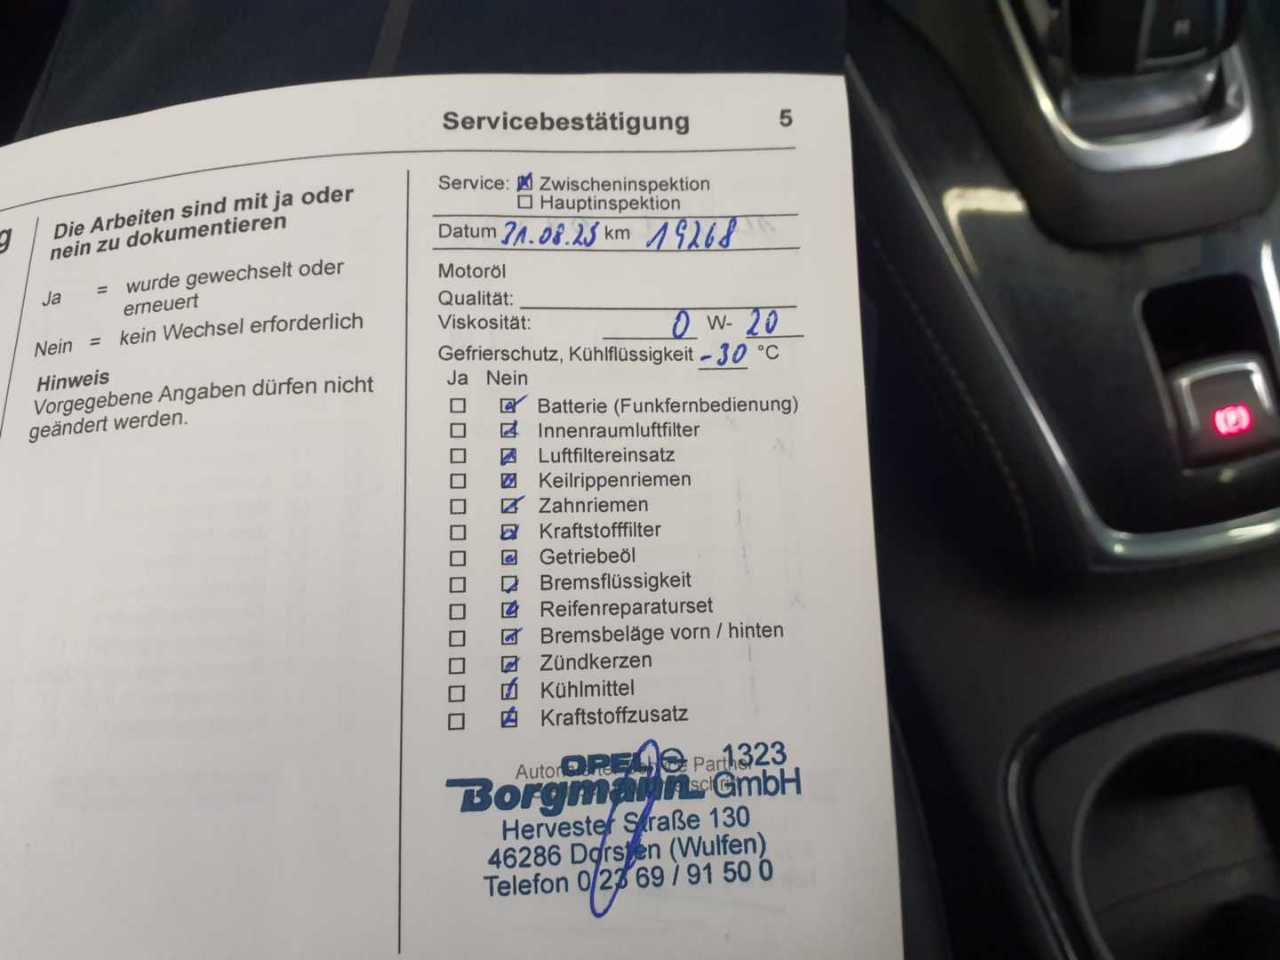 Servicebestätigung 5
g
Die Arbeiten sind mit ja oder
nein zu dokumentieren
Ja = wurde gewechselt oder
erneuert
Nein = kein Wechsel erforderlich
Hinweis
Vorgegebene Angaben dürfen nicht
geändert werden.
Service: Zwischeninspektion
Hauptinspektion
Datum 31.08.25 km 19268
Motoröl
Qualität:
Viskosität: 0 W- 20
Gefrierschutz, Kühlflüssigkeit -30 °C
Ja Nein
Batterie (Funkfernbedienung)
Innenraumluftfilter
Luftfiltereinsatz
Keilrippenriemen
Zahnriemen
Kraftstofffilter
Getriebeöl
Bremsflüssigkeit
Reifenreparaturset
Bremsbeläge vorn / hinten
Zündkerzen
Kühlmittel
Kraftstoffzusatz
OPEL 1323
Borgmann GmbH
Hervester Straße 130
46286 Dorsten (Wulfen)
Telefon 0 23 69 / 91 50 0
(P)